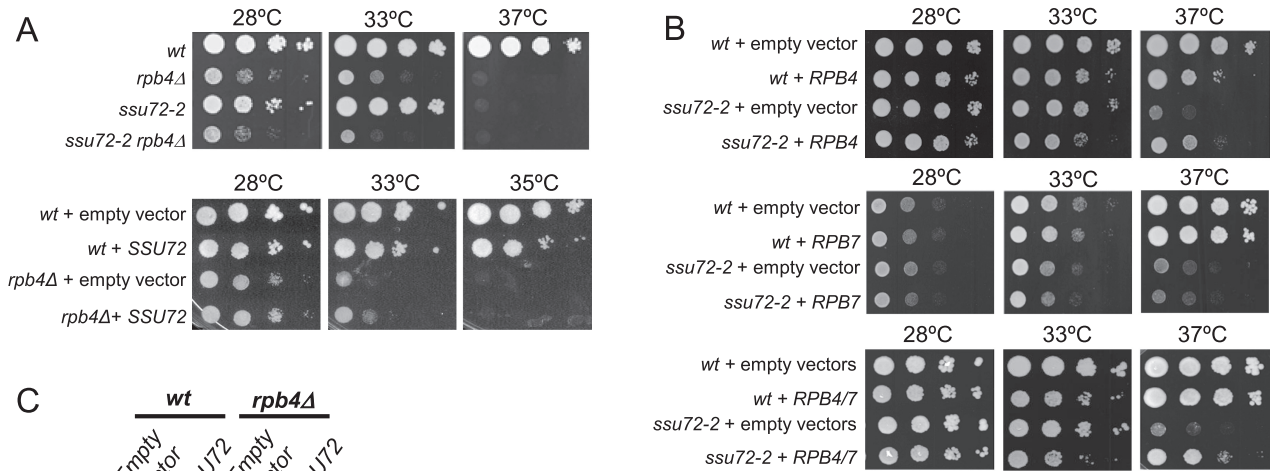 A
28ºC 33ºC 37ºC
wt
rpb4Δ
ssu72-2
ssu72-2 rpb4Δ
28ºC 33ºC 35ºC
wt + empty vector
wt + SSU72
rpb4Δ + empty vector
rpb4Δ+ SSU72
B
28ºC 33ºC 37ºC
wt + empty vector
wt + RPB4
ssu72-2 + empty vector
ssu72-2 + RPB4
28ºC 33ºC 37ºC
wt + empty vector
wt + RPB7
ssu72-2 + empty vector
ssu72-2 + RPB7
28ºC 33ºC 37ºC
wt + empty vectors
wt + RPB4/7
ssu72-2 + empty vectors
ssu72-2 + RPB4/7
C
wt rpb4Δ